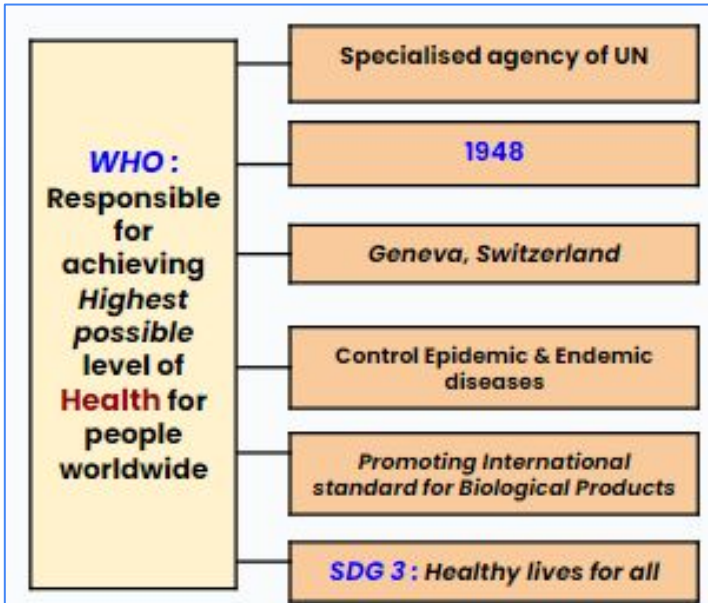 WHO :
Responsible
for
achieving
Highest
possible
level of
Health for
people
worldwide
Specialised agency of UN
1948
Geneva, Switzerland
Control Epidemic & Endemic
diseases
Promoting International
standard for Biological Products
SDG 3 : Healthy lives for all